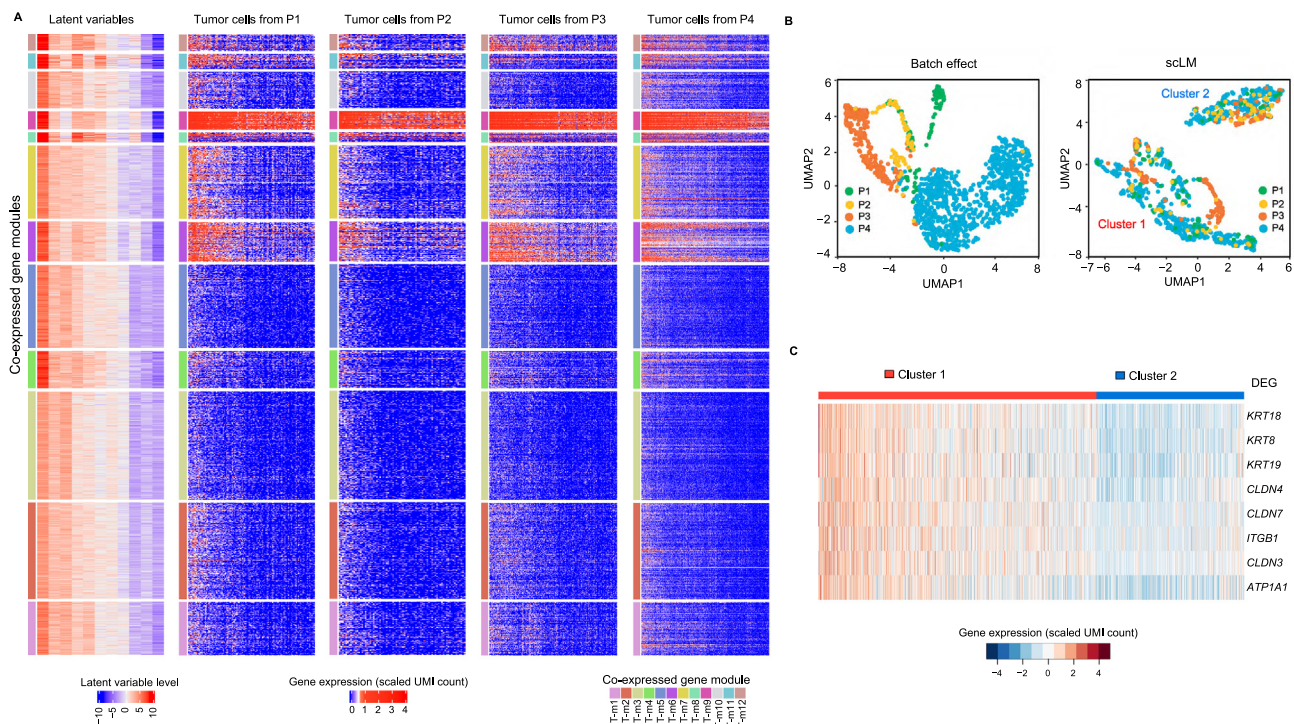 A
Latent variables
Tumor cells from P1
Tumor cells from P2
Tumor cells from P3
Tumor cells from P4
Co-expressed gene modules
Latent variable level
−10
−5
0
5
10
Gene expression (scaled UMI count)
0 1 2 3 4
Co-expressed gene module
T-m1
T-m2
T-m3
T-m4
T-m5
T-m6
T-m7
T-m8
T-m9
-m10
-m11
-m12
B
Batch effect
UMAP2
6
4
2
0
−2
−4
P1
P2
P3
P4
−8 −4 0 4 8
UMAP1
scLM
UMAP2
8
4
0
−4
−8
Cluster 2
Cluster 1
P1
P2
P3
P4
−7 −6 −4 −2 0 2 4 6
UMAP1
C
Cluster 1
Cluster 2
DEG
KRT18
KRT8
KRT19
CLDN4
CLDN7
ITGB1
CLDN3
ATP1A1
Gene expression (scaled UMI count)
−4 −2 0 2 4